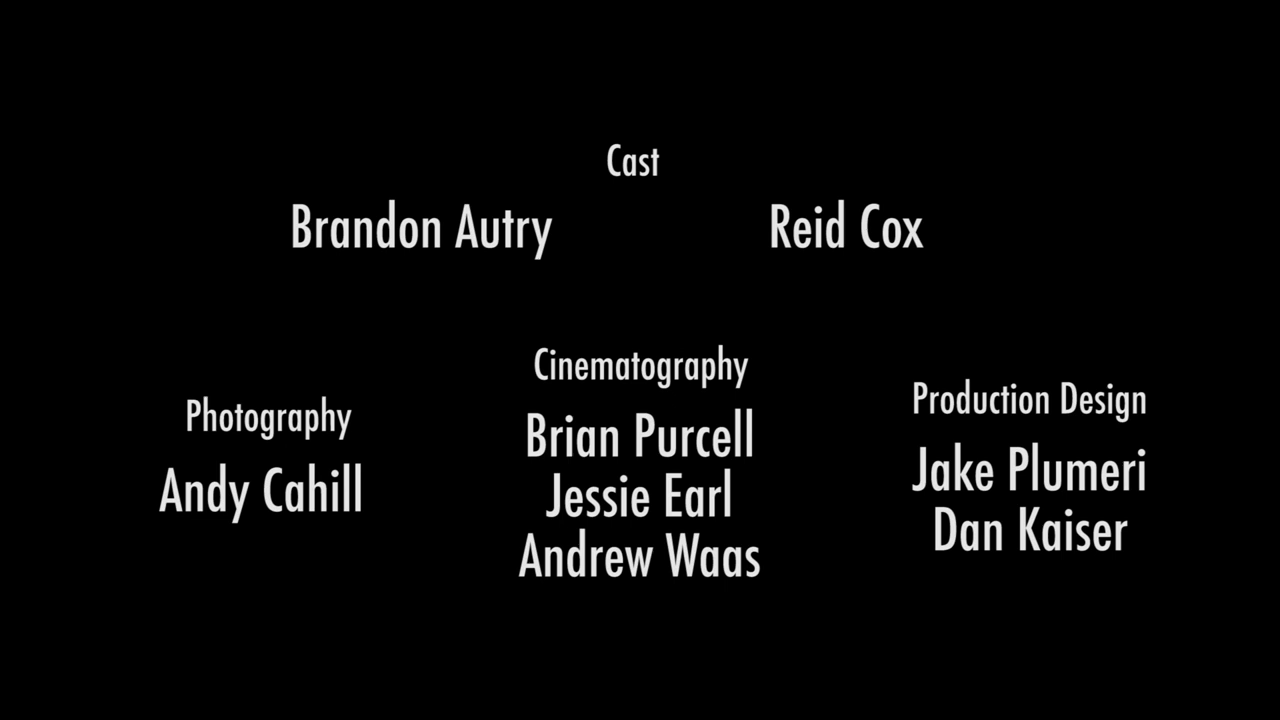 Cast
Brandon Autry
Reid Cox
Photography
Andy Cahill
Cinematography
Brian Purcell
Jessie Earl
Andrew Waas
Production Design
Jake Plumeri
Dan Kaiser